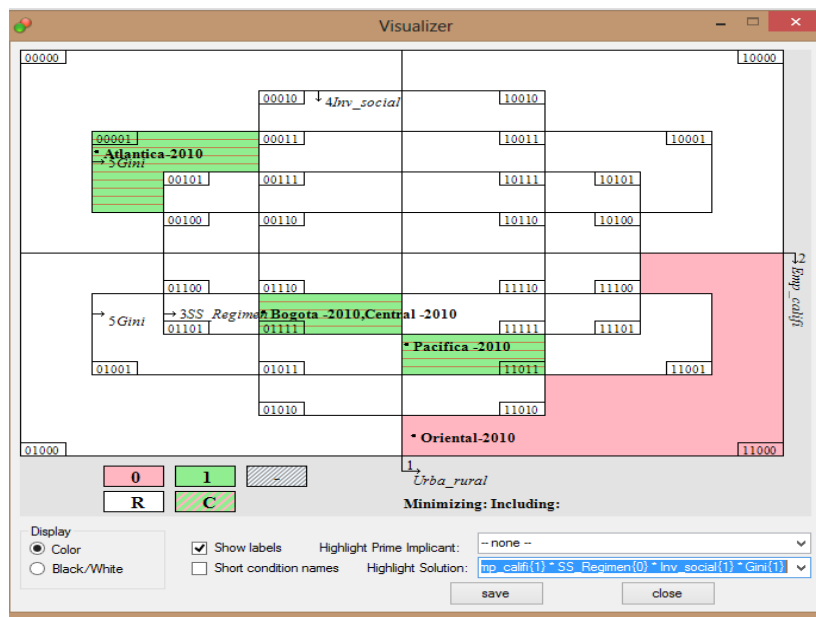 Visualizer
00000 10000
00010 4Inv_social 10010
00001 00011 10011 10001
Atlantica-2010
5Gini
00101 00111 10111 10101
00100 00110 10110 10100
2
Emp_califi
01100 01110 11110 11100
5Gini 3SS_Regimen Bogota -2010,Central -2010
01101 01111 11111 11101
Pacifica -2010
01001 01011 11011 11001
01010 11010
Oriental-2010
01000 11000
1
Urba_rural
0 1 -
R C Minimizing: Including:
Display
Color
Black/White
Show labels
Short condition names
Highlight Prime Implicant: -- none --
Highlight Solution: mp_califi{1} * SS_Regimen{0} * Inv_social{1} * Gini{1}
save close